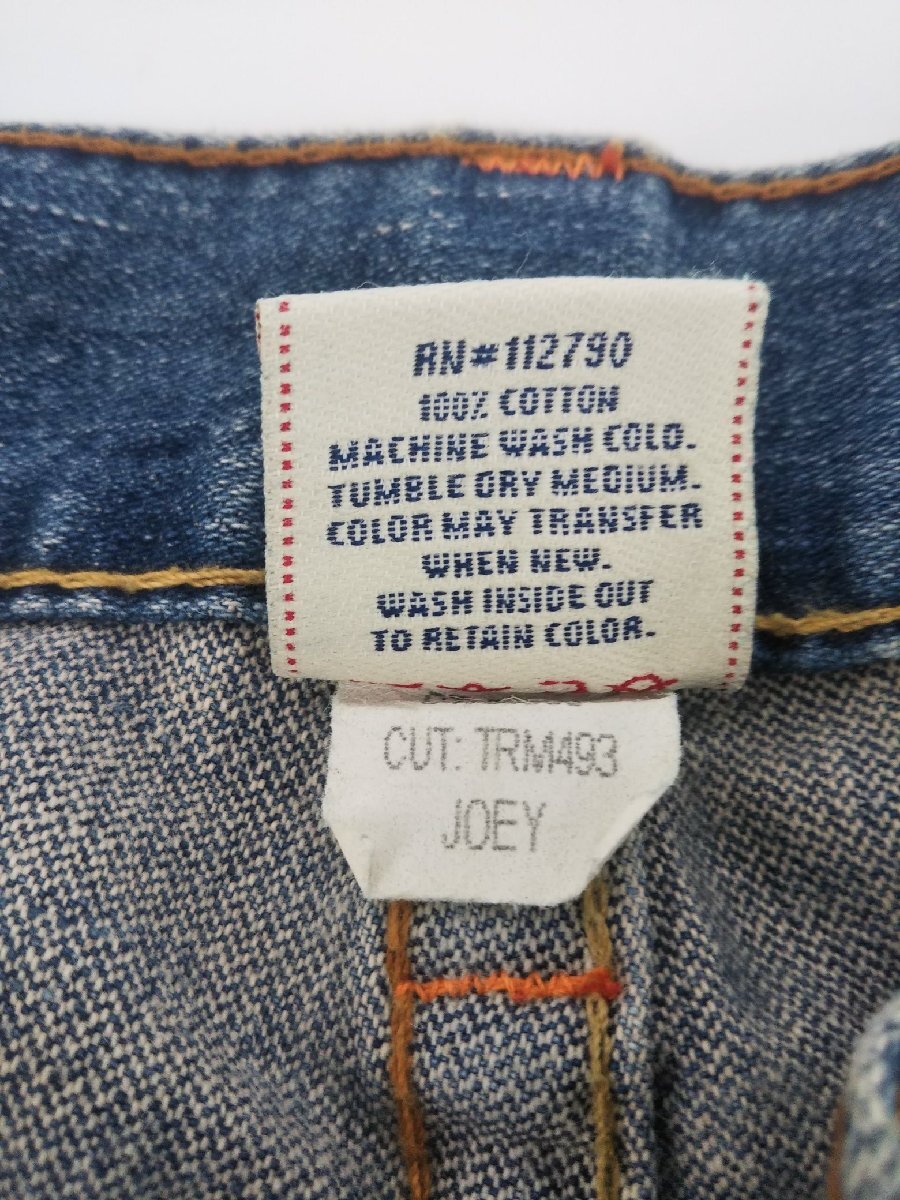 RN#112790
100% COTTON
MACHINE WASH COLD.
TUMBLE DRY MEDIUM.
COLOR MAY TRANSFER
WHEN NEW.
WASH INSIDE OUT
TO RETAIN COLOR.
CUT: TRM493
JOEY